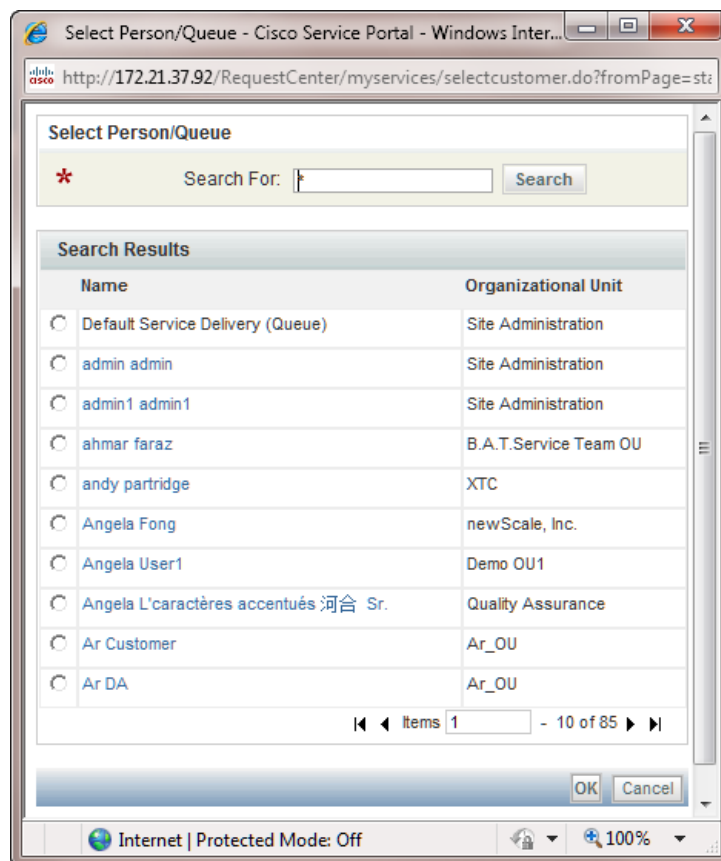 Select Person/Queue - Cisco Service Portal - Windows Inter...
cisco http://172.21.37.92/RequestCenter/myservices/selectcustomer.do?fromPage=sta
Select Person/Queue
* Search For: * Search
Search Results
Name Organizational Unit
Default Service Delivery (Queue) Site Administration
admin admin Site Administration
admin1 admin1 Site Administration
ahmar faraz B.A.T.Service Team OU
andy partridge XTC
Angela Fong newScale, Inc.
Angela User1 Demo OU1
Angela L'caractères accentués 河合 Sr. Quality Assurance
Ar Customer Ar_OU
Ar DA Ar_OU
Items 1 - 10 of 85
OK Cancel
Internet | Protected Mode: Off 100%